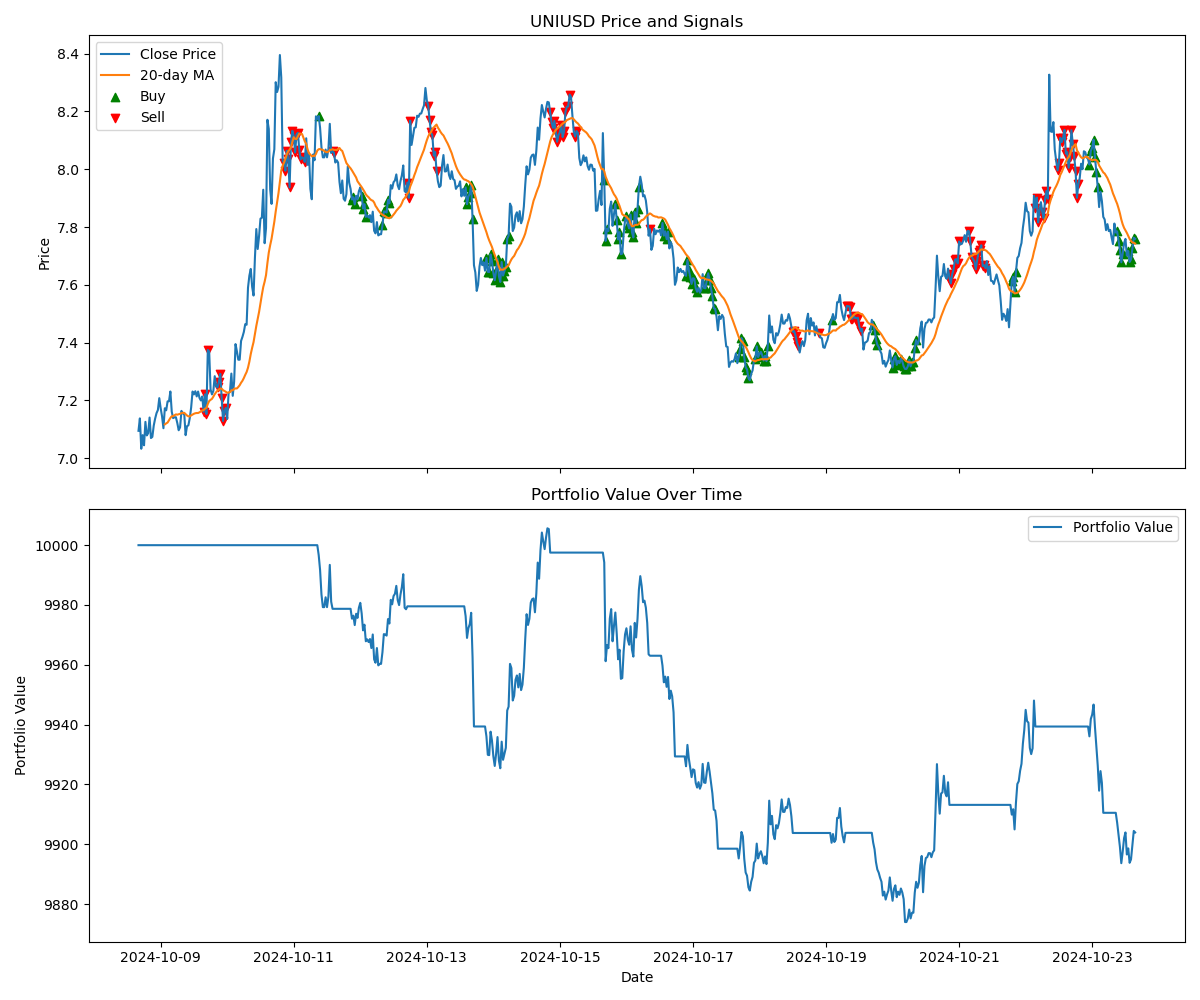 UNIUSD Price and Signals
Close Price
20-day MA
Buy
Sell
8.4
8.2
8.0
7.8
7.6
7.4
7.2
7.0
Price
Portfolio Value Over Time
Portfolio Value
10000
9980
9960
9940
9920
9900
9880
Portfolio Value
2024-10-09 2024-10-11 2024-10-13 2024-10-15 2024-10-17 2024-10-19 2024-10-21 2024-10-23
Date